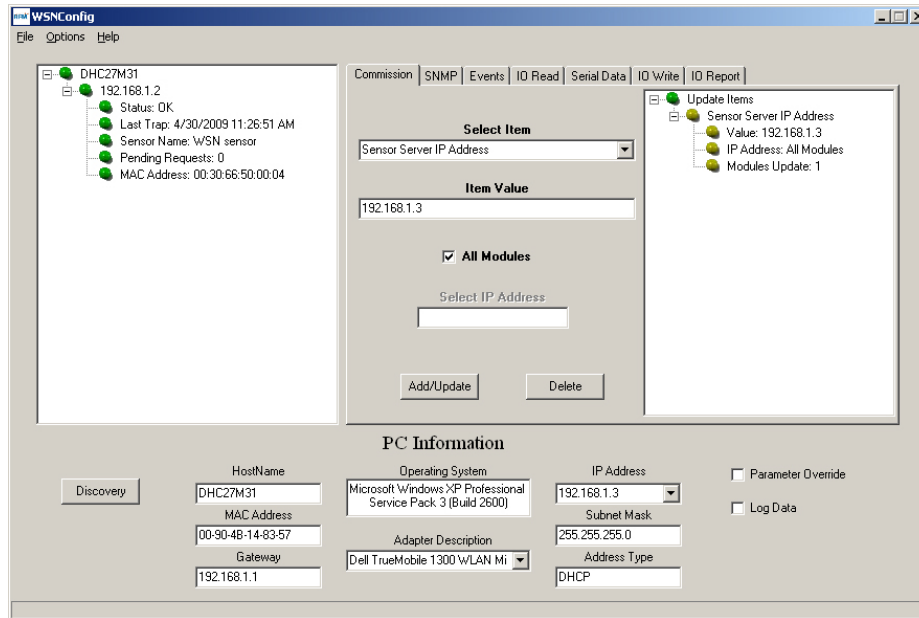 WSNConfig
File Options Help
DHC27M31
192.168.1.2
Status: OK
Last Trap: 4/30/2009 11:26:51 AM
Sensor Name: WSN sensor
Pending Requests: 0
MAC Address: 00:30:66:50:00:04
Commission SNMP Events IO Read Serial Data IO Write IO Report
Select Item
Sensor Server IP Address
Item Value
192.168.1.3
All Modules
Select IP Address
Add/Update Delete
Update Items
Sensor Server IP Address
Value: 192.168.1.3
IP Address: All Modules
Modules Update: 1
PC Information
Discovery
HostName
DHC27M31
MAC Address
00-90-4B-14-83-57
Gateway
192.168.1.1
Operating System
Microsoft Windows XP Professional
Service Pack 3 (Build 2600)
Adapter Description
Dell TrueMobile 1300 WLAN Mi
IP Address
192.168.1.3
Subnet Mask
255.255.255.0
Address Type
DHCP
Parameter Override
Log Data